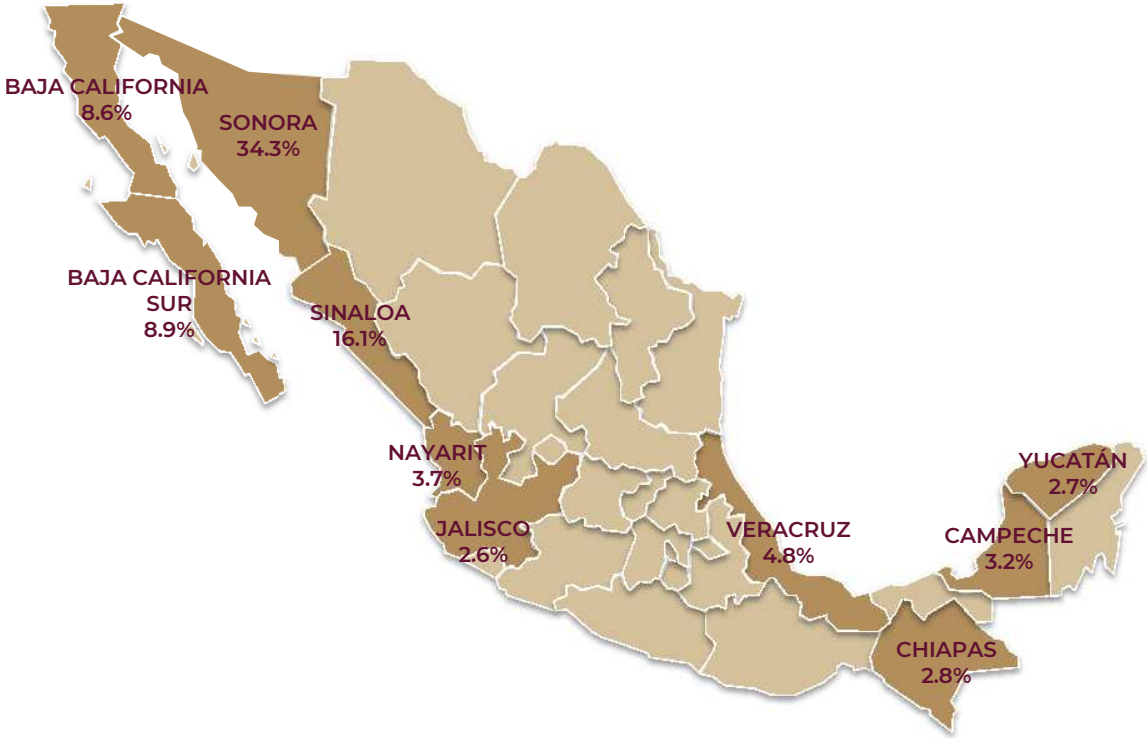 BAJA CALIFORNIA
8.6%
SONORA
34.3%
BAJA CALIFORNIA
SUR
8.9%
SINALOA
16.1%
NAYARIT
3.7%
JALISCO
2.6%
VERACRUZ
4.8%
YUCATÁN
2.7%
CAMPECHE
3.2%
CHIAPAS
2.8%